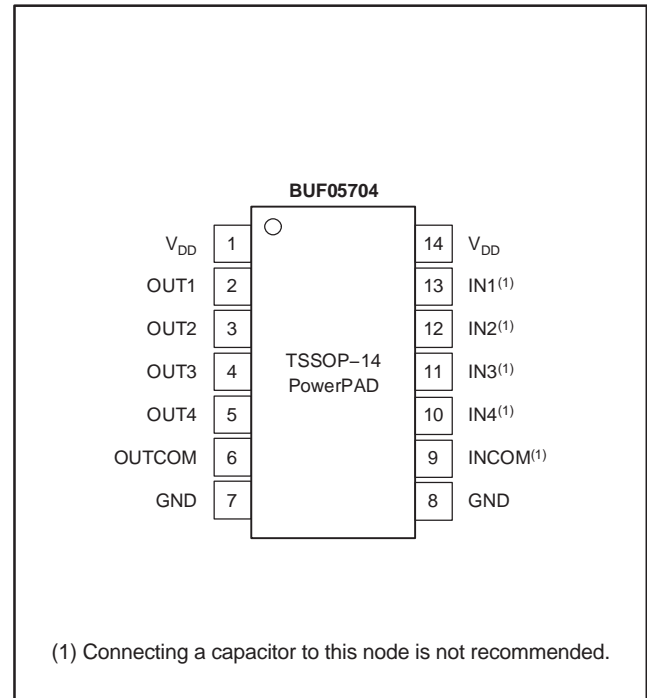 BUF05704
V_DD 1 14 V_DD
OUT1 2 13 IN1(1)
OUT2 3 12 IN2(1)
OUT3 4 11 IN3(1)
OUT4 5 10 IN4(1)
OUTCOM 6 9 INCOM(1)
GND 7 8 GND
TSSOP−14
PowerPAD
(1) Connecting a capacitor to this node is not recommended.